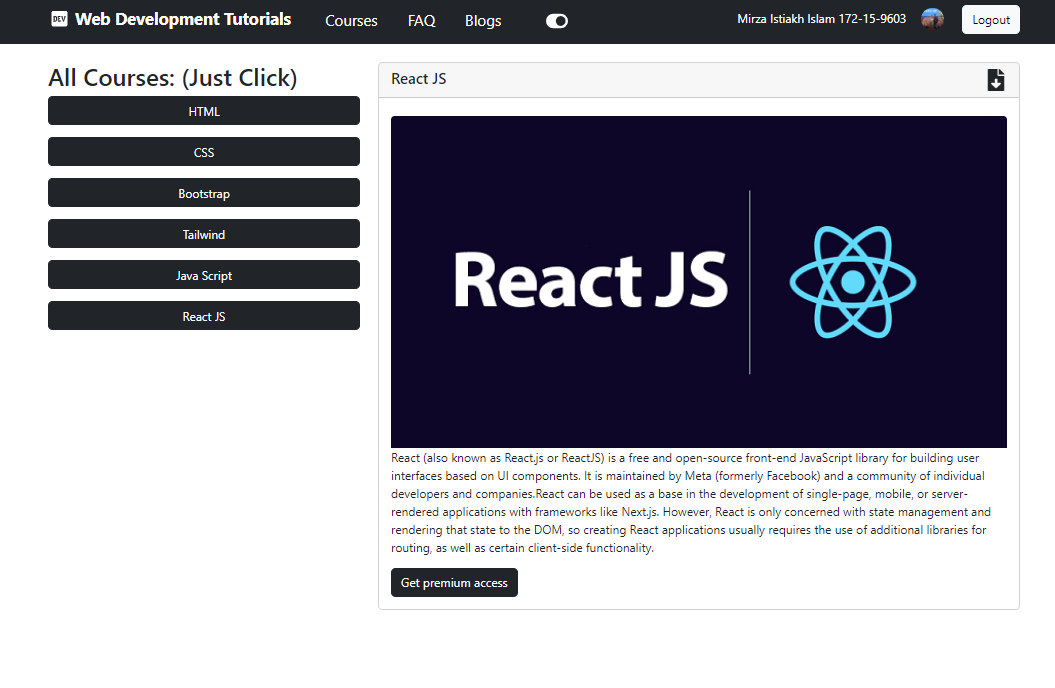 DEV Web Development Tutorials
Courses
FAQ
Blogs
Mirza Istiakh Islam 172-15-9603
Logout
All Courses: (Just Click)
HTML
CSS
Bootstrap
Tailwind
Java Script
React JS
React JS
React JS
React (also known as React.js or ReactJS) is a free and open-source front-end JavaScript library for building user
interfaces based on UI components. It is maintained by Meta (formerly Facebook) and a community of individual
developers and companies.React can be used as a base in the development of single-page, mobile, or server-
rendered applications with frameworks like Next.js. However, React is only concerned with state management and
rendering that state to the DOM, so creating React applications usually requires the use of additional libraries for
routing, as well as certain client-side functionality.
Get premium access